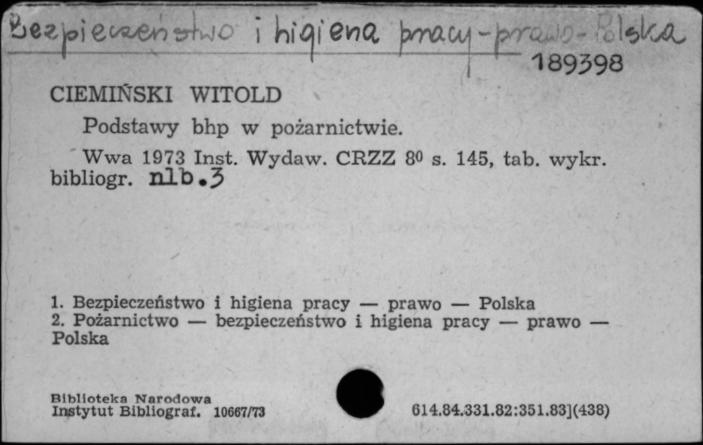 Bezpieczeństwo i higiena pracy - prawo - Polska
189398
CIEMIŃSKI WITOLD
Podstawy bhp w pożarnictwie.
Wwa 1973 Inst. Wydaw. CRZZ 8⁰ s. 145, tab. wykr.
bibliogr. nlb.3
1. Bezpieczeństwo i higiena pracy — prawo — Polska
2. Pożarnictwo — bezpieczeństwo i higiena pracy — prawo —
Polska
Biblioteka Narodowa
Instytut Bibliograf. 10667/73
614.84.331.82:351.83](438)